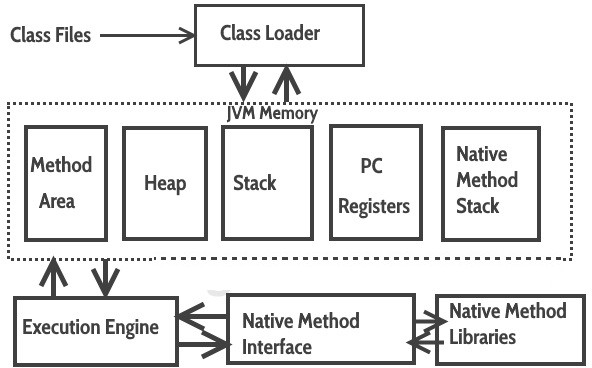 Class Files
Class Loader
JVM Memory
Method
Area
Heap
Stack
PC
Registers
Native
Method
Stack
Execution Engine
Native Method
Interface
Native Method
Libraries